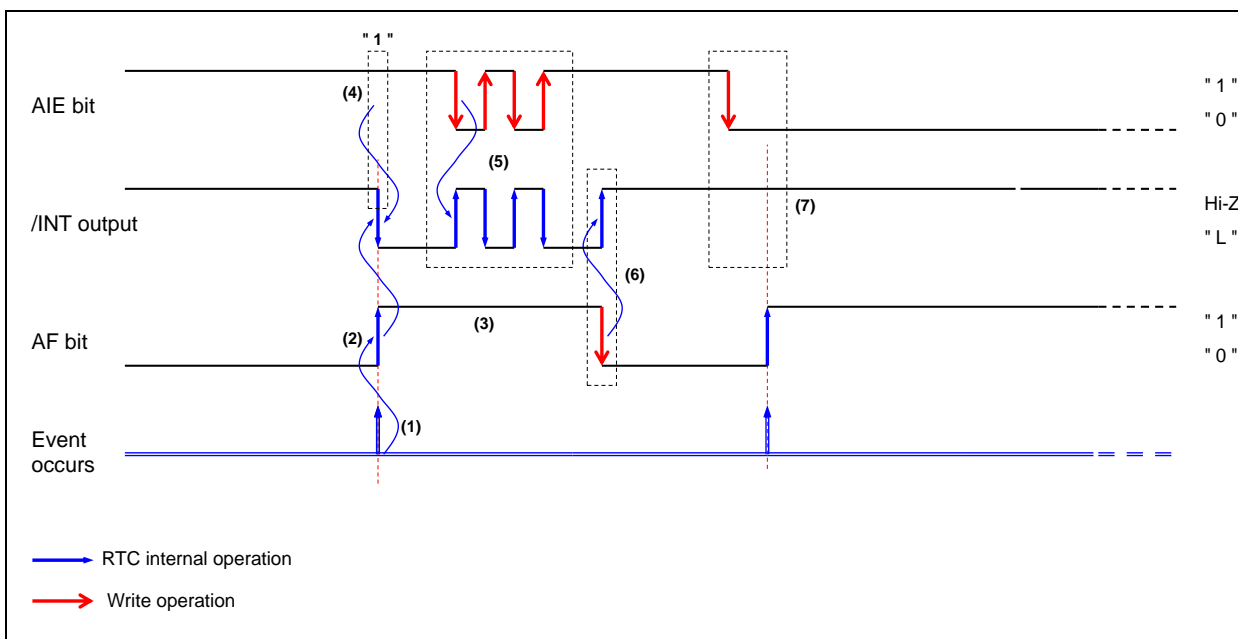 " 1 "
AIE bit
(4)
(5)
" 1 "
" 0 "
/INT output
(7)
Hi-Z
" L "
(6)
AF bit
(2)
(3)
" 1 "
" 0 "
Event
occurs
(1)
RTC internal operation
Write operation